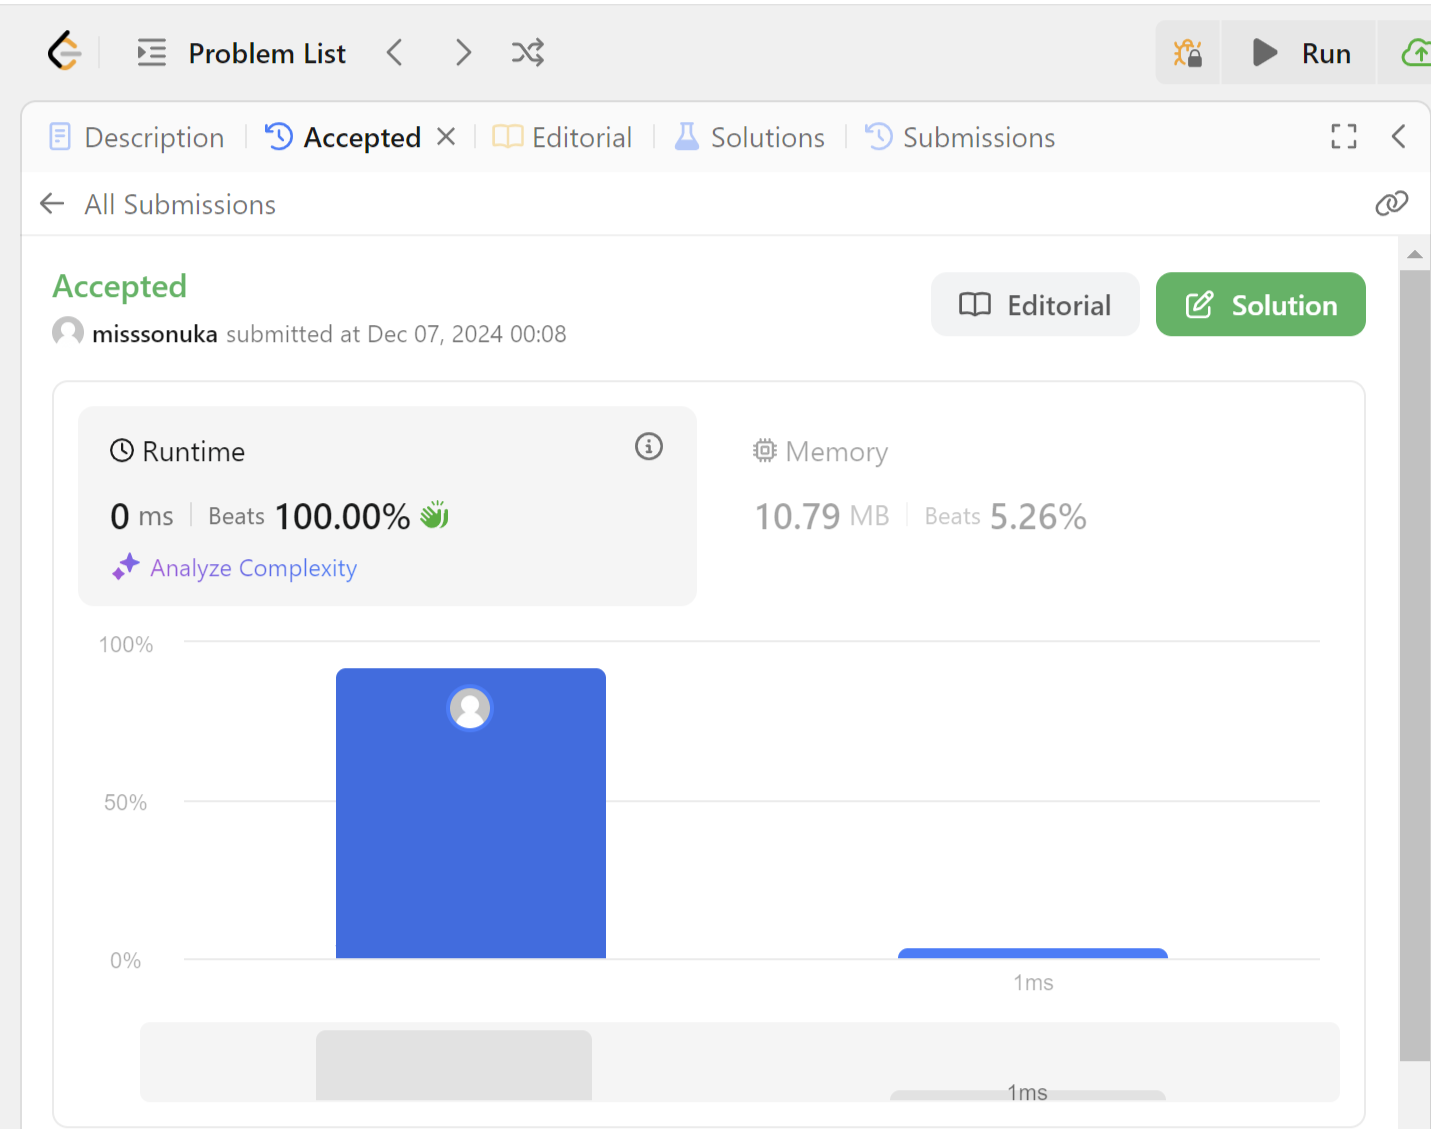 Problem List
Run
Description Accepted Editorial Solutions Submissions
All Submissions
Accepted
Editorial Solution
misssonuka submitted at Dec 07, 2024 00:08
Runtime Memory
0 ms Beats 100.00% 10.79 MB Beats 5.26%
Analyze Complexity
100%
50%
0%
1ms
1ms